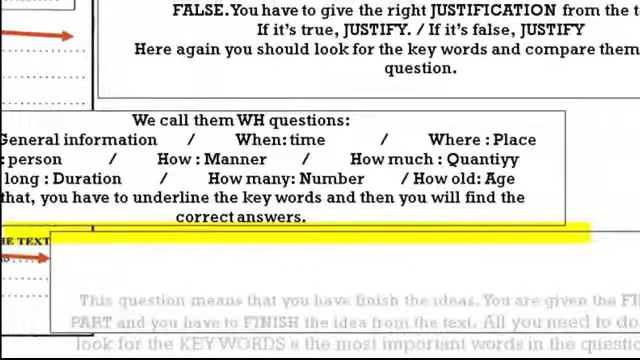 FALSE. You have to give the right JUSTIFICATION from the
If it's true, JUSTIFY. / If it's false, JUSTIFY
Here again you should look for the key words and compare them
question.
We call them WH questions:
General information / When: time / Where : Place
: person / How : Manner / How much : Quantiyy
long : Duration / How many: Number / How old: Age
that, you have to underline the key words and then you will find the
correct answers.
HE TEXT
This question means that you have finish the ideas. You are given the
PART and you have to FINISH the idea from the text. All you need to do
look for the KEY WORDS = the most important words in the